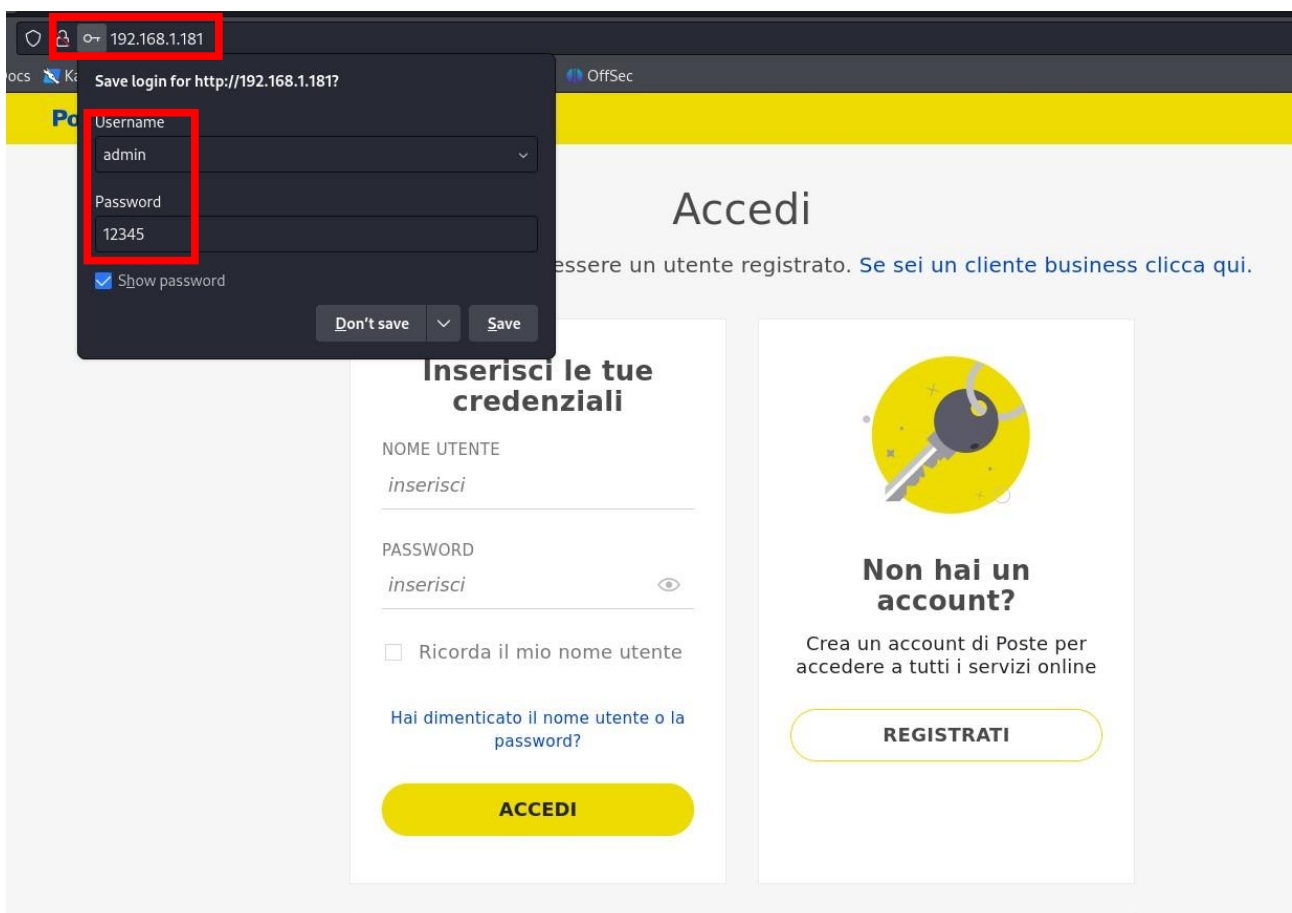 192.168.1.181
ocs
OffSec
Save login for http://192.168.1.181?
Username
admin
Password
12345
Show password
Don't save
Save
Accedi
essere un utente registrato. Se sei un cliente business clicca qui.
Inserisci le tue
credenziali
NOME UTENTE
inserisci
PASSWORD
inserisci
Ricorda il mio nome utente
Hai dimenticato il nome utente o la
password?
ACCEDI
Non hai un
account?
Crea un account di Poste per
accedere a tutti i servizi online
REGISTRATI